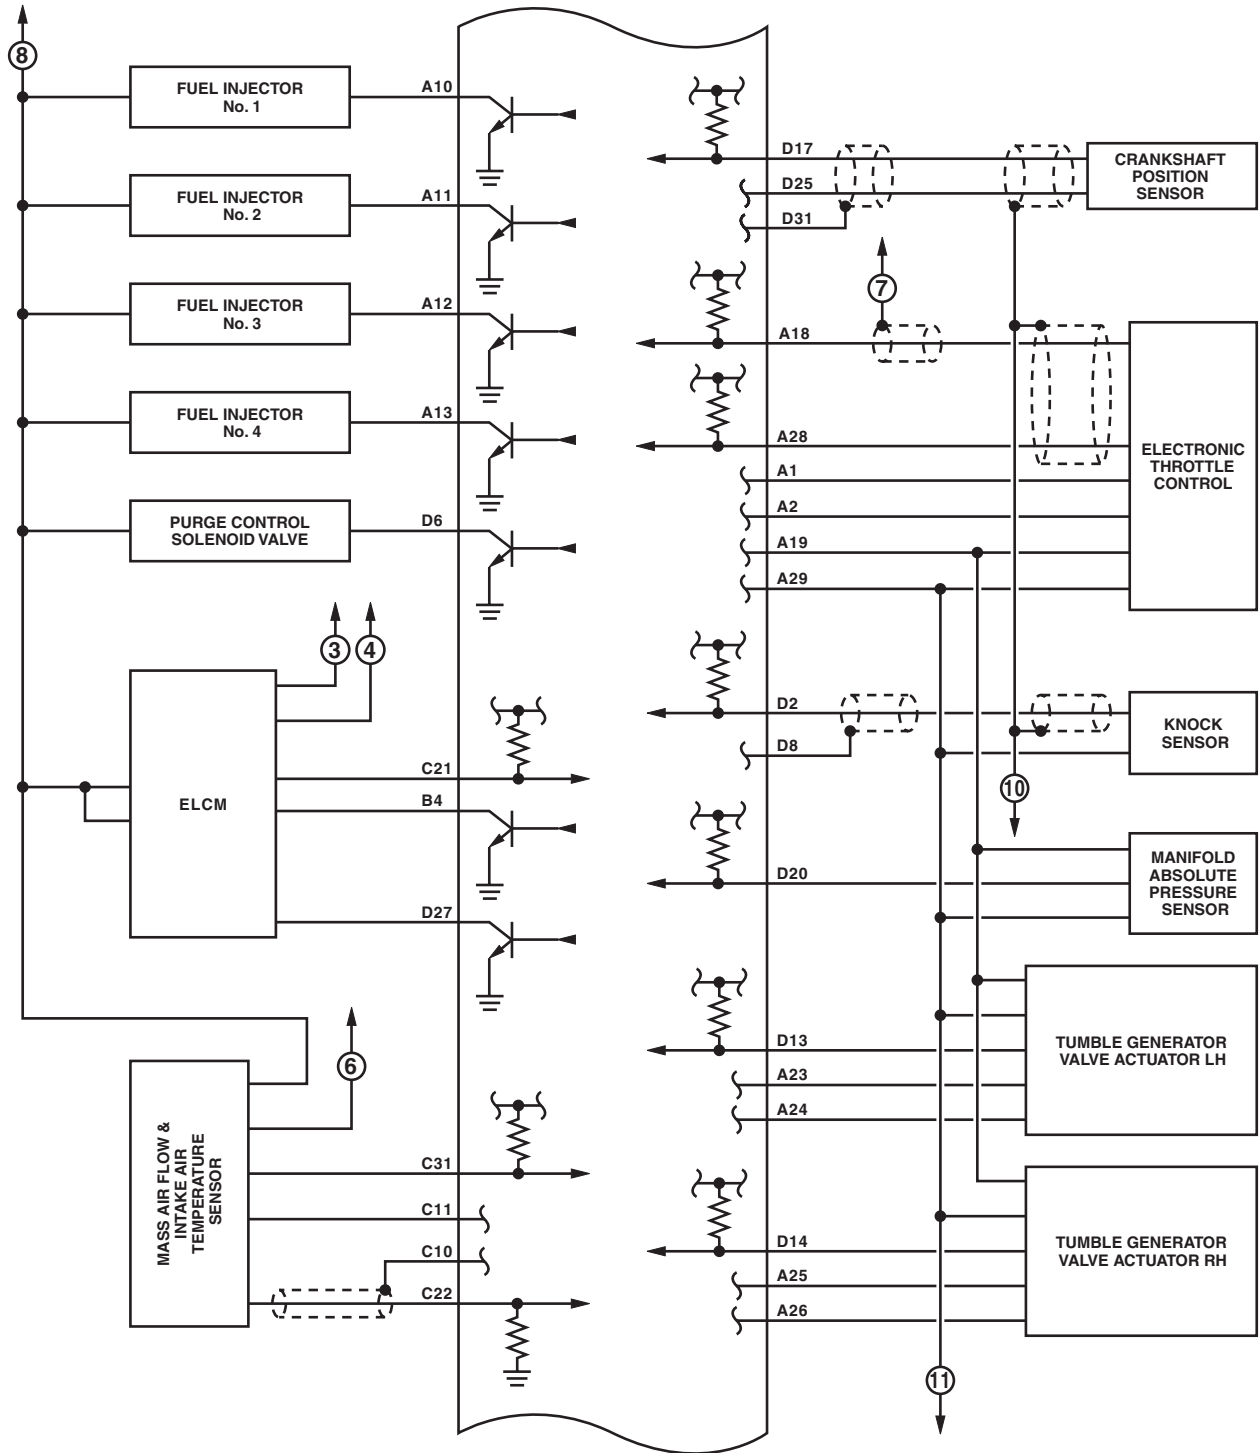 8
FUEL INJECTOR
No. 1
A10
FUEL INJECTOR
No. 2
A11
FUEL INJECTOR
No. 3
A12
FUEL INJECTOR
No. 4
A13
PURGE CONTROL
SOLENOID VALVE
D6
3
4
ELCM
C21
B4
D27
6
MASS AIR FLOW &
INTAKE AIR
TEMPERATURE
SENSOR
C31
C11
C10
C22
D17
D25
D31
CRANKSHAFT
POSITION
SENSOR
7
A18
A28
A1
A2
A19
A29
ELECTRONIC
THROTTLE
CONTROL
D2
D8
KNOCK
SENSOR
10
D20
MANIFOLD
ABSOLUTE
PRESSURE
SENSOR
D13
A23
A24
TUMBLE GENERATOR
VALVE ACTUATOR LH
D14
A25
A26
TUMBLE GENERATOR
VALVE ACTUATOR RH
11